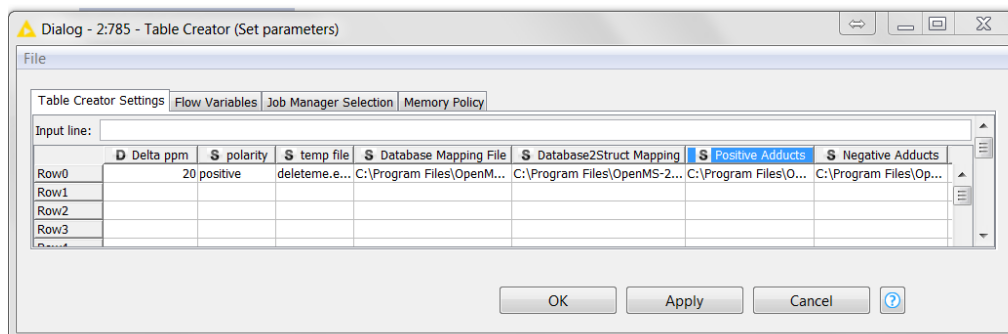 Dialog - 2:785 - Table Creator (Set parameters)
File
Table Creator Settings Flow Variables Job Manager Selection Memory Policy
Input line:
D Delta ppm S polarity S temp file S Database Mapping File S Database2Struct Mapping S Positive Adducts S Negative Adducts
Row0 20 positive deleteme.e... C:\Program Files\OpenM... C:\Program Files\OpenMS-2... C:\Program Files\O... C:\Program Files\Op...
Row1
Row2
Row3
OK Apply Cancel ?